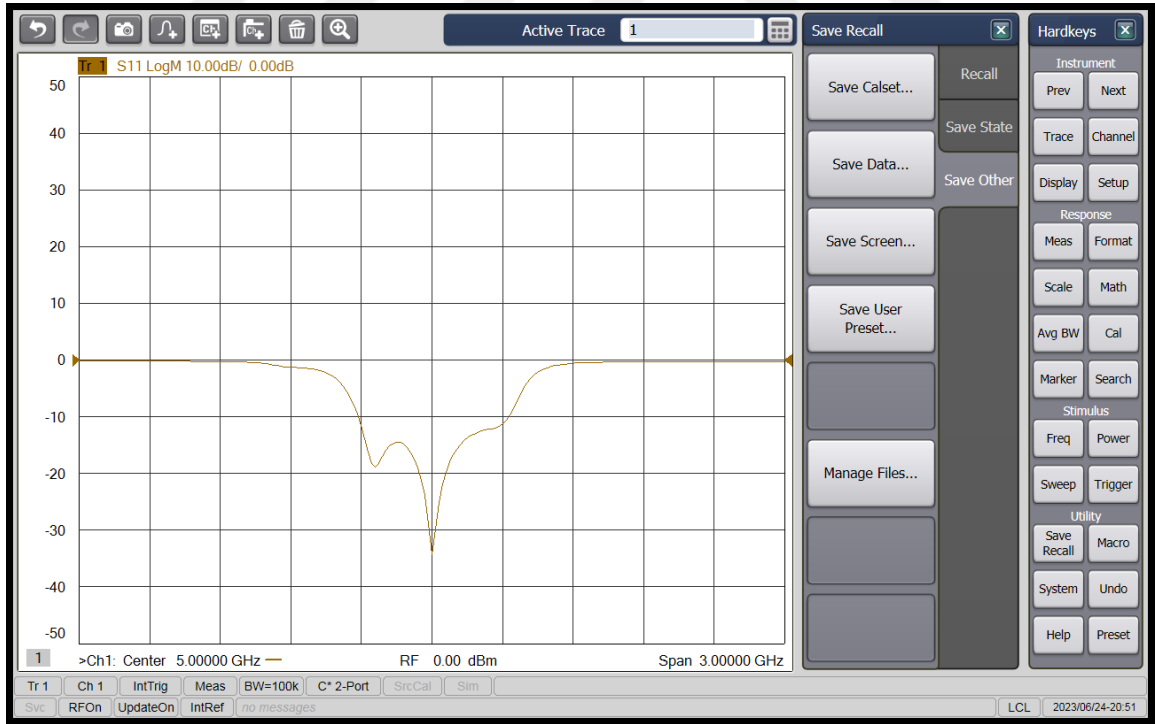 Active Trace 1
Tr 1 S11 LogM 10.00dB/ 0.00dB
50
40
30
20
10
0
-10
-20
-30
-40
-50
1 >Ch1: Center 5.00000 GHz RF 0.00 dBm Span 3.00000 GHz
Save Recall
Save Calset...
Save Data...
Save Screen...
Save User
Preset...
Manage Files...
Recall
Save State
Save Other
Hardkeys
Instrument
Prev Next
Trace Channel
Display Setup
Response
Meas Format
Scale Math
Avg BW Cal
Marker Search
Stimulus
Freq Power
Sweep Trigger
Utility
Save
Recall Macro
System Undo
Help Preset
Tr 1 Ch 1 IntTrig Meas BW=100k C* 2-Port SrcCal Sim
Svc RFOn UpdateOn IntRef no messages LCL 2023/06/24-20:51